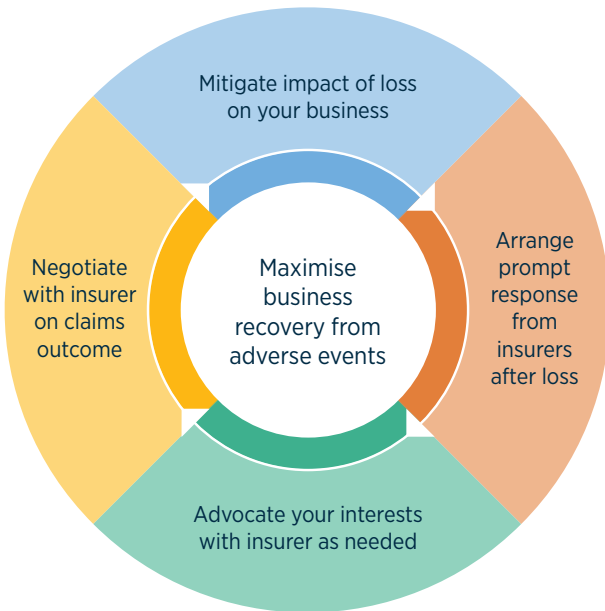 Mitigate impact of loss
on your business
Arrange
prompt
response
from
insurers
after loss
Advocate your interests
with insurer as needed
Negotiate
with insurer
on claims
outcome
Maximise
business
recovery from
adverse events